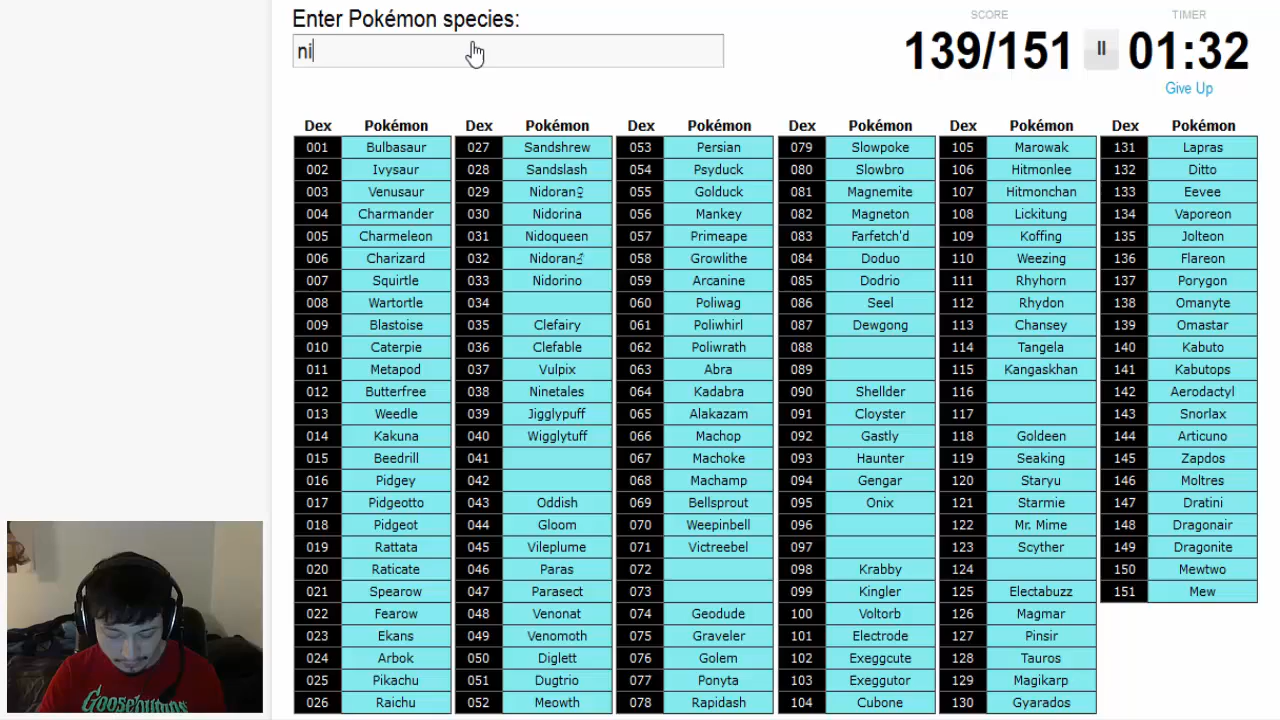 Enter Pokémon species:
ni
SCORE
139/151
TIMER
01:32
Give Up
Dex Pokémon Dex Pokémon Dex Pokémon Dex Pokémon Dex Pokémon Dex Pokémon
001 Bulbasaur 027 Sandshrew 053 Persian 079 Slowpoke 105 Marowak 131 Lapras
002 Ivysaur 028 Sandslash 054 Psyduck 080 Slowbro 106 Hitmonlee 132 Ditto
003 Venusaur 029 Nidoran♀ 055 Golduck 081 Magnemite 107 Hitmonchan 133 Eevee
004 Charmander 030 Nidorina 056 Mankey 082 Magneton 108 Lickitung 134 Vaporeon
005 Charmeleon 031 Nidoqueen 057 Primeape 083 Farfetch'd 109 Koffing 135 Jolteon
006 Charizard 032 Nidoran♂ 058 Growlithe 084 Doduo 110 Weezing 136 Flareon
007 Squirtle 033 Nidorino 059 Arcanine 085 Dodrio 111 Rhyhorn 137 Porygon
008 Wartortle 034 060 Poliwag 086 Seel 112 Rhydon 138 Omanyte
009 Blastoise 035 Clefairy 061 Poliwhirl 087 Dewgong 113 Chansey 139 Omastar
010 Caterpie 036 Clefable 062 Poliwrath 088 114 Tangela 140 Kabuto
011 Metapod 037 Vulpix 063 Abra 089 115 Kangaskhan 141 Kabutops
012 Butterfree 038 Ninetales 064 Kadabra 090 Shellder 116 142 Aerodactyl
013 Weedle 039 Jigglypuff 065 Alakazam 091 Cloyster 117 143 Snorlax
014 Kakuna 040 Wigglytuff 066 Machop 092 Gastly 118 Goldeen 144 Articuno
015 Beedrill 041 067 Machoke 093 Haunter 119 Seaking 145 Zapdos
016 Pidgey 042 068 Machamp 094 Gengar 120 Staryu 146 Moltres
017 Pidgeotto 043 Oddish 069 Bellsprout 095 Onix 121 Starmie 147 Dratini
018 Pidgeot 044 Gloom 070 Weepinbell 096 122 Mr. Mime 148 Dragonair
019 Rattata 045 Vileplume 071 Victreebel 097 123 Scyther 149 Dragonite
020 Raticate 046 Paras 072 098 Krabby 124 150 Mewtwo
021 Spearow 047 Parasect 073 099 Kingler 125 Electabuzz 151 Mew
022 Fearow 048 Venonat 074 Geodude 100 Voltorb 126 Magmar
023 Ekans 049 Venomoth 075 Graveler 101 Electrode 127 Pinsir
024 Arbok 050 Diglett 076 Golem 102 Exeggcute 128 Tauros
025 Pikachu 051 Dugtrio 077 Ponyta 103 Exeggutor 129 Magikarp
026 Raichu 052 Meowth 078 Rapidash 104 Cubone 130 Gyarados
Goosebumps